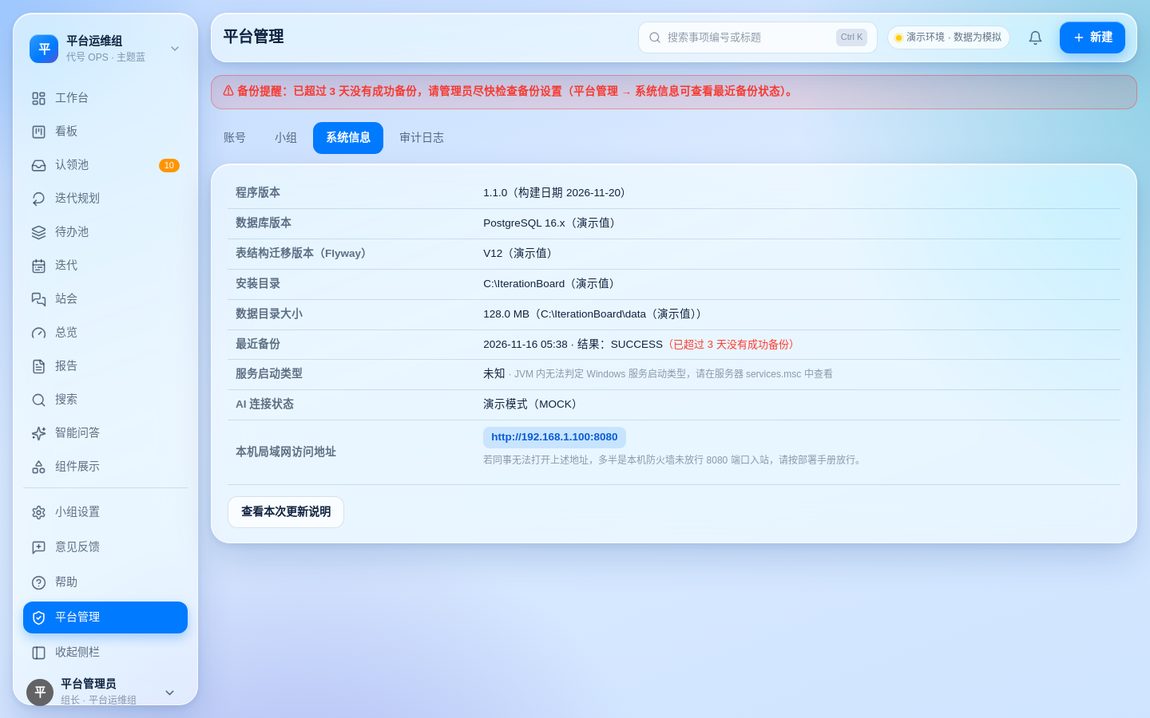 平
平台运维组
代号 OPS · 主题蓝
工作台
看板
认领池
10
迭代规划
待办池
迭代
站会
总览
报告
搜索
智能问答
组件展示
小组设置
意见反馈
帮助
平台管理
收起侧栏
平
平台管理员
组长 · 平台运维组
平台管理
搜索事项编号或标题
Ctrl K
演示环境 · 数据为模拟
新建
备份提醒：已超过 3 天没有成功备份，请管理员尽快检查备份设置（平台管理 → 系统信息可查看最近备份状态）。
账号
小组
系统信息
审计日志
程序版本
1.1.0（构建日期 2026-11-20）
数据库版本
PostgreSQL 16.x（演示值）
表结构迁移版本（Flyway）
V12（演示值）
安装目录
C:\IterationBoard（演示值）
数据目录大小
128.0 MB（C:\IterationBoard\data（演示值））
最近备份
2026-11-16 05:38 · 结果：SUCCESS（已超过 3 天没有成功备份）
服务启动类型
未知 · JVM 内无法判定 Windows 服务启动类型，请在服务器 services.msc 中查看
AI 连接状态
演示模式（MOCK）
本机局域网访问地址
http://192.168.1.100:8080
若同事无法打开上述地址，多半是本机防火墙未放行 8080 端口入站，请按部署手册放行。
查看本次更新说明